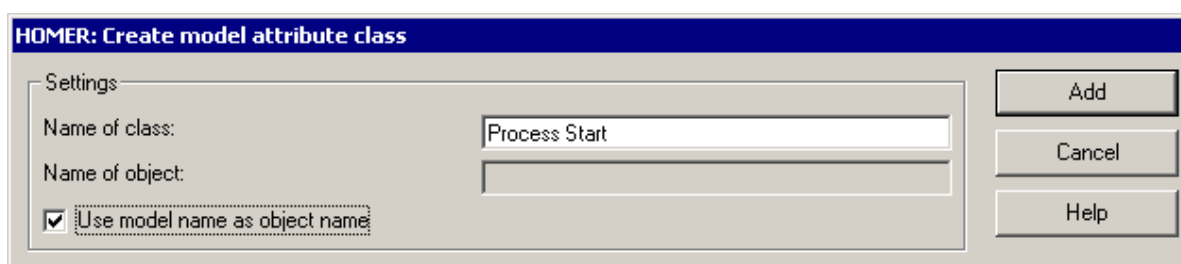 HOMER: Create model attribute class
Settings
Name of class:
Process Start
Name of object:
Use model name as object name
Add
Cancel
Help